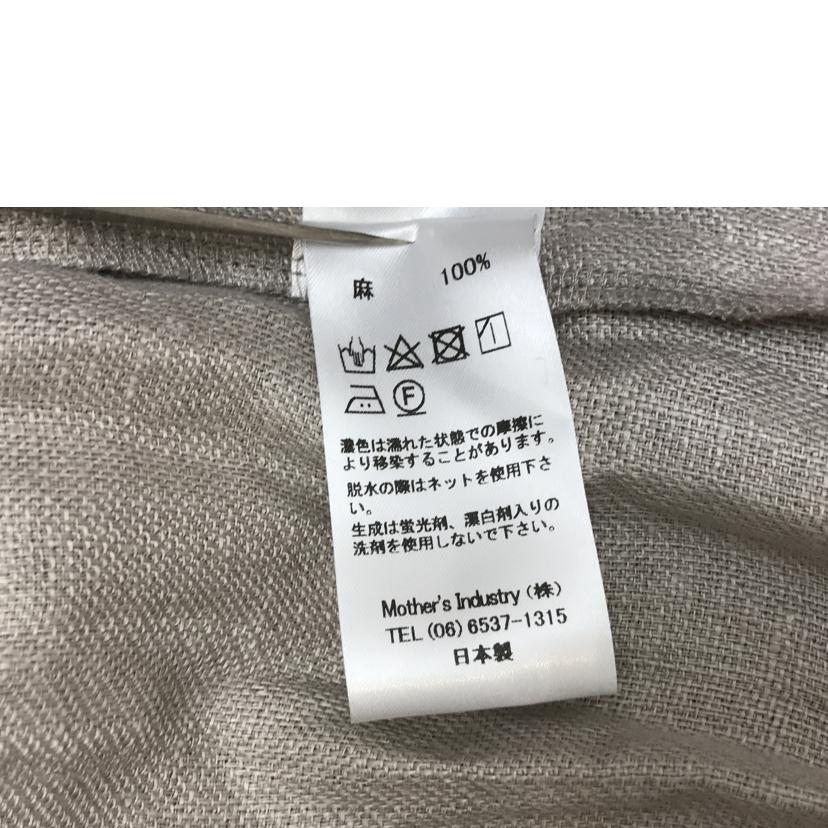 麻 100%
F
濃色は濡れた状態での摩擦に
より移染することがあります。
脱水の際はネットを使用下さ
い。
生成は蛍光剤、漂白剤入りの
洗剤を使用しないで下さい。
Mother's Industry (株)
TEL (06) 6537-1315
日本製